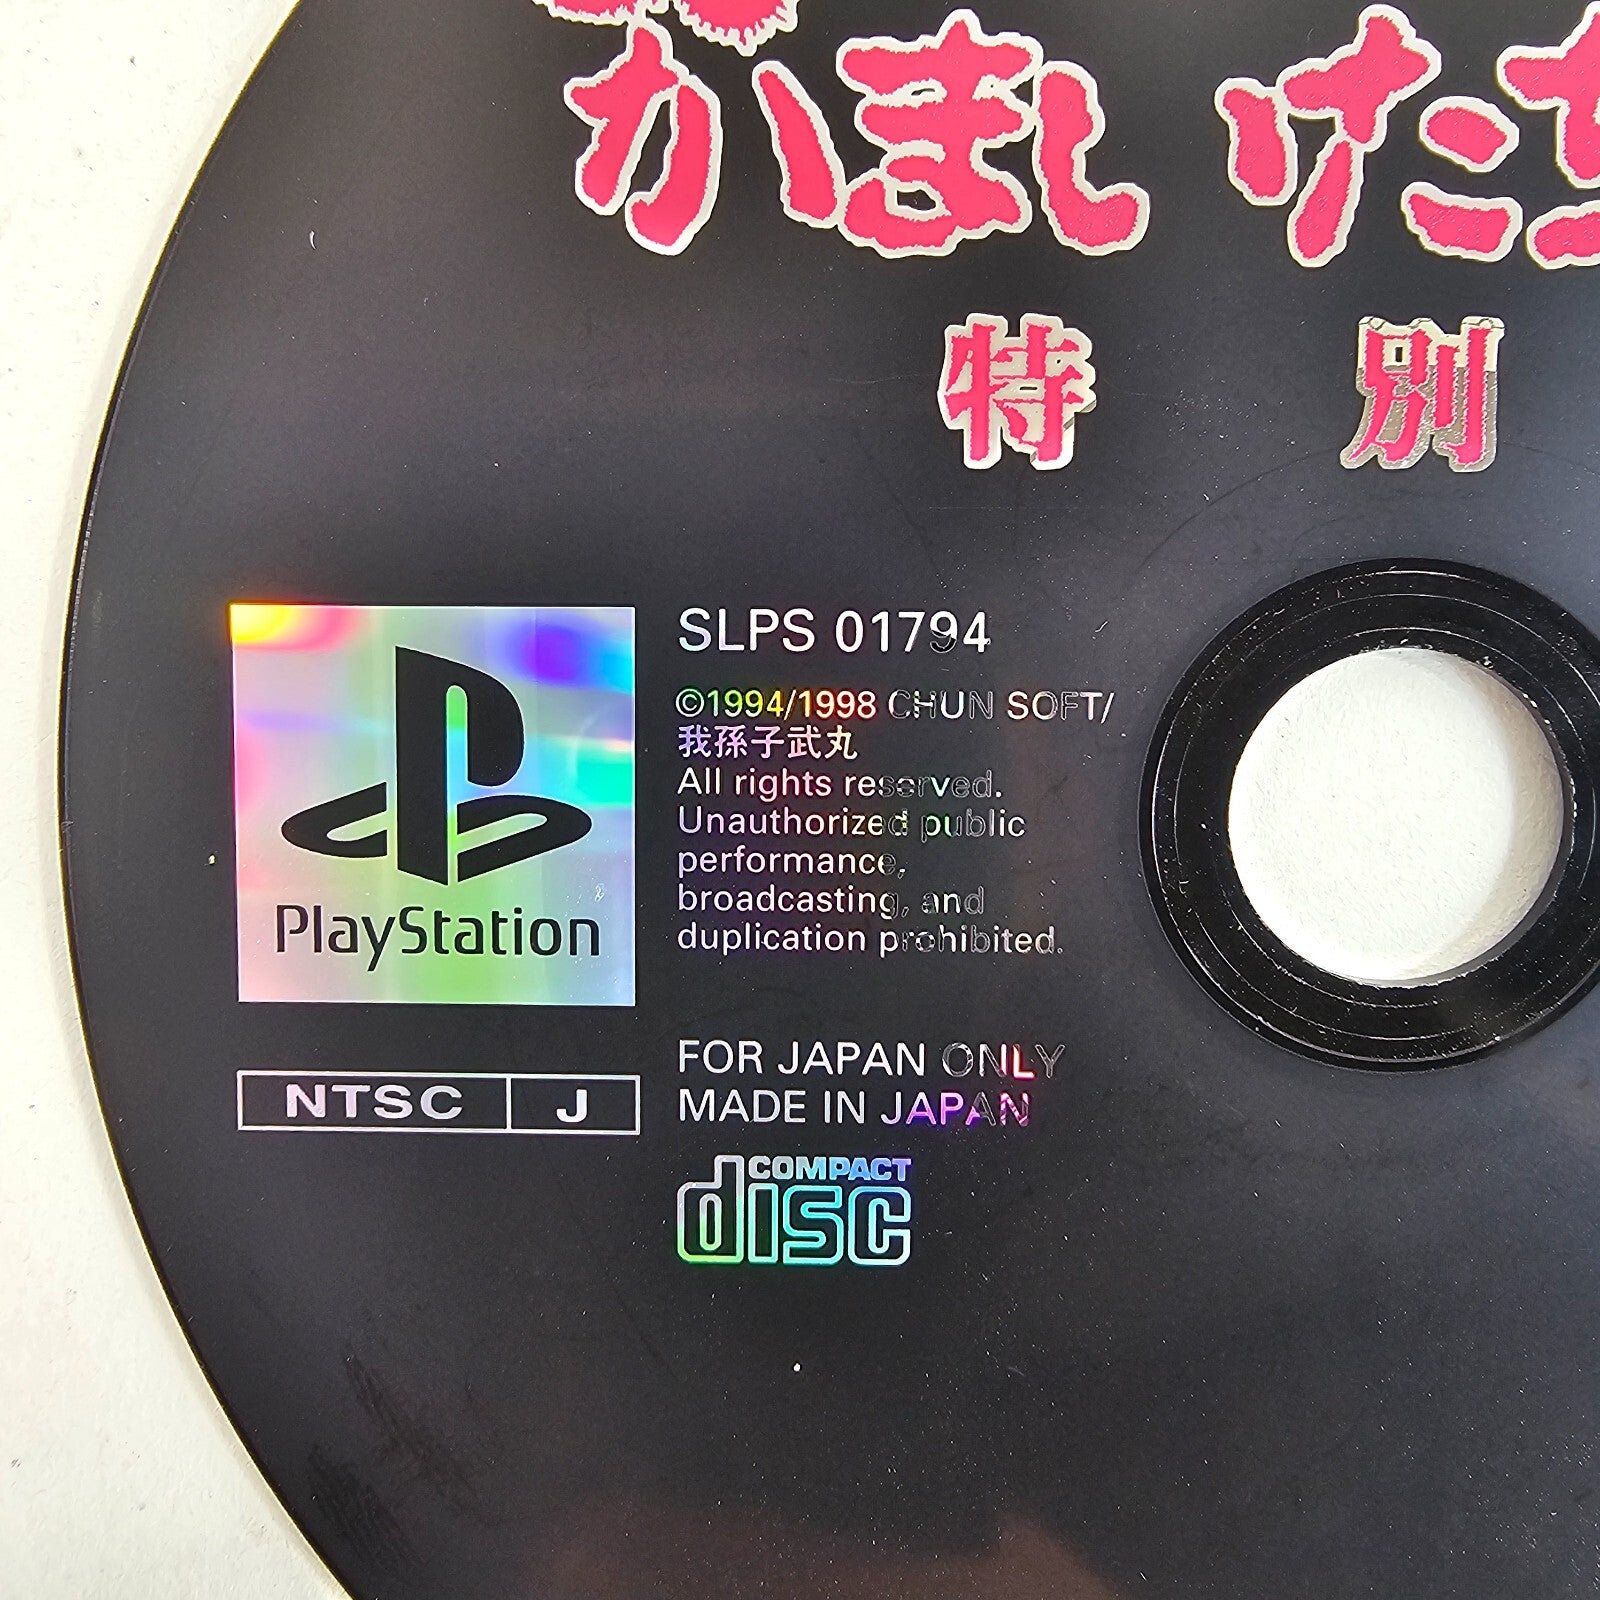 かまいた
特別
SLPS 01794
©1994/1998 CHUN SOFT/
我孫子武丸
All rights reserved.
Unauthorized public
performance,
broadcasting, and
duplication prohibited.
PlayStation
FOR JAPAN ONLY
NTSC J
MADE IN JAPAN
COMPACT
disc